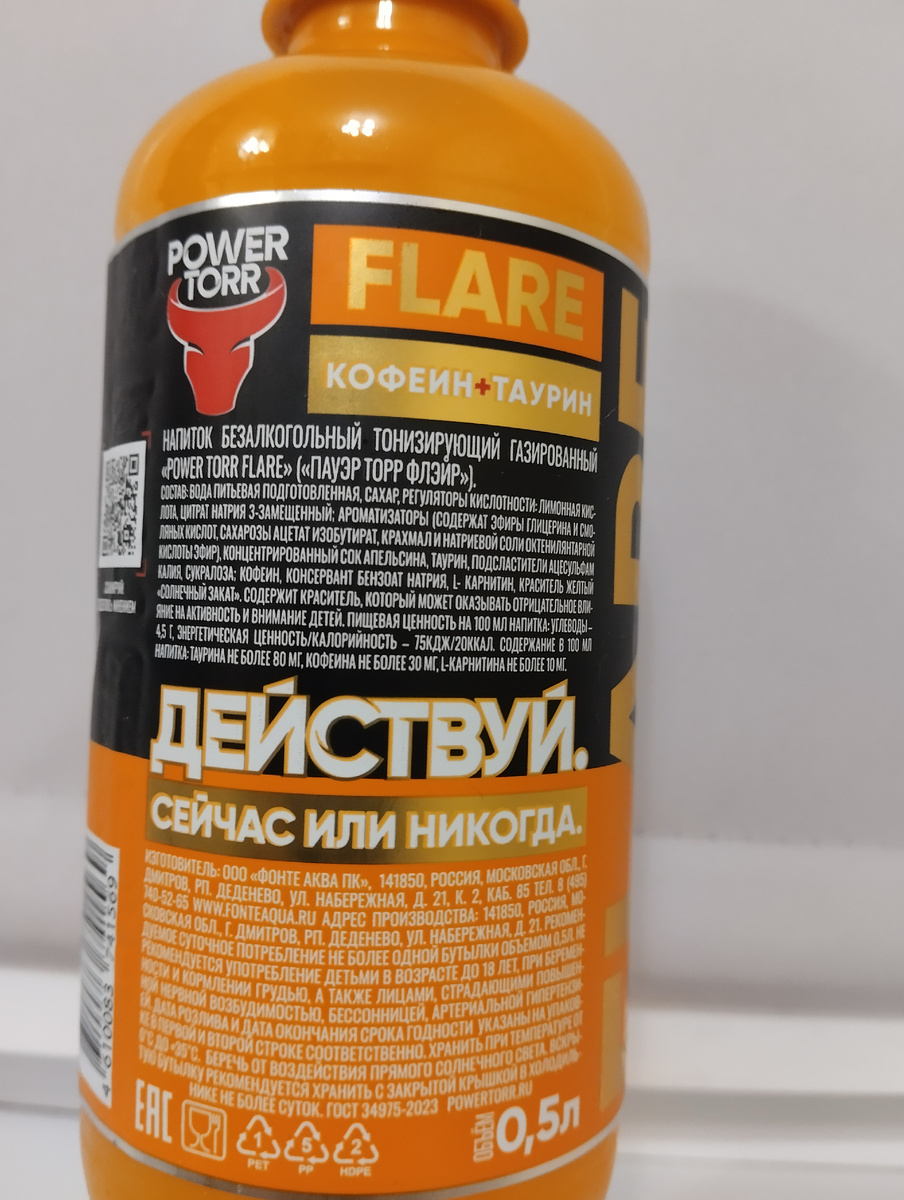 POWER
TORR
FLARE
КОФЕИН+ТАУРИН
НАПИТОК БЕЗАЛКОГОЛЬНЫЙ ТОНИЗИРУЮЩИЙ ГАЗИРОВАННЫЙ
«POWER TORR FLARE» («ПАУЭР ТОРР ФЛЭЙР»).
СОСТАВ: ВОДА ПИТЬЕВАЯ ПОДГОТОВЛЕННАЯ, САХАР, РЕГУЛЯТОРЫ КИСЛОТНОСТИ: ЛИМОННАЯ КИС-
ЛОТА, ЦИТРАТ НАТРИЯ 3-ЗАМЕЩЕННЫЙ; АРОМАТИЗАТОРЫ (СОДЕРЖАТ ЭФИРЫ ГЛИЦЕРИНА И СМО-
ЛЯНЫХ КИСЛОТ, САХАРОЗЫ АЦЕТАТ ИЗОБУТИРАТ, КРАХМАЛ И НАТРИЕВОЙ СОЛИ ОКТЕНИЛЯНТАРНОЙ
КИСЛОТЫ ЭФИР), КОНЦЕНТРИРОВАННЫЙ СОК АПЕЛЬСИНА, ТАУРИН, ПОДСЛАСТИТЕЛИ АЦЕСУЛЬФАМ
КАЛИЯ, СУКРАЛОЗА; КОФЕИН, КОНСЕРВАНТ БЕНЗОАТ НАТРИЯ, L- КАРНИТИН, КРАСИТЕЛЬ ЖЕЛТЫЙ
«СОЛНЕЧНЫЙ ЗАКАТ». СОДЕРЖИТ КРАСИТЕЛЬ, КОТОРЫЙ МОЖЕТ ОКАЗЫВАТЬ ОТРИЦАТЕЛЬНОЕ ВЛИ-
ЯНИЕ НА АКТИВНОСТЬ И ВНИМАНИЕ ДЕТЕЙ. ПИЩЕВАЯ ЦЕННОСТЬ НА 100 МЛ НАПИТКА: УГЛЕВОДЫ –
4,5 Г, ЭНЕРГЕТИЧЕСКАЯ ЦЕННОСТЬ/КАЛОРИЙНОСТЬ – 75КДЖ/20ККАЛ. СОДЕРЖАНИЕ В 100 МЛ
НАПИТКА: ТАУРИНА НЕ БОЛЕЕ 80 МГ, КОФЕИНА НЕ БОЛЕЕ 30 МГ, L-КАРНИТИНА НЕ БОЛЕЕ 10 МГ.
ДЕЙСТВУЙ.
СЕЙЧАС ИЛИ НИКОГДА.
ИЗГОТОВИТЕЛЬ: ООО «ФОНТЕ АКВА ПК», 141850, РОССИЯ, МОСКОВСКАЯ ОБЛ., Г.
ДМИТРОВ, РП. ДЕДЕНЕВО, УЛ. НАБЕРЕЖНАЯ, Д. 21, К. 2, КАБ. 85 ТЕЛ. 8 (495)
740-52-65 WWW.FONTEAQUA.RU АДРЕС ПРОИЗВОДСТВА: 141850, РОССИЯ, МО-
СКОВСКАЯ ОБЛ., Г. ДМИТРОВ, РП. ДЕДЕНЕВО, УЛ. НАБЕРЕЖНАЯ, Д. 21. РЕКОМЕН-
ДУЕМОЕ СУТОЧНОЕ ПОТРЕБЛЕНИЕ НЕ БОЛЕЕ ОДНОЙ БУТЫЛКИ ОБЪЕМОМ 0,5Л. НЕ
РЕКОМЕНДУЕТСЯ УПОТРЕБЛЕНИЕ ДЕТЬМИ В ВОЗРАСТЕ ДО 18 ЛЕТ, ПРИ БЕРЕМЕН-
НОСТИ И КОРМЛЕНИИ ГРУДЬЮ, А ТАКЖЕ ЛИЦАМИ, СТРАДАЮЩИМИ ПОВЫШЕН-
НОЙ НЕРВНОЙ ВОЗБУДИМОСТЬЮ, БЕССОННИЦЕЙ, АРТЕРИАЛЬНОЙ ГИПЕРТЕНЗИ-
ЕЙ. ДАТА РОЗЛИВА И ДАТА ОКОНЧАНИЯ СРОКА ГОДНОСТИ УКАЗАНЫ НА УПАКОВ-
КЕ В ПЕРВОЙ И ВТОРОЙ СТРОКЕ СООТВЕТСТВЕННО. ХРАНИТЬ ПРИ ТЕМПЕРАТУРЕ ОТ
0°С ДО +35°С. БЕРЕЧЬ ОТ ВОЗДЕЙСТВИЯ ПРЯМОГО СОЛНЕЧНОГО СВЕТА. ВСКРЫ-
ТУЮ БУТЫЛКУ РЕКОМЕНДУЕТСЯ ХРАНИТЬ С ЗАКРЫТОЙ КРЫШКОЙ В ХОЛОДИЛЬ-
НИКЕ НЕ БОЛЕЕ СУТОК. ГОСТ 34975-2023 POWERTORR.RU
EAC
1
PET
5
PP
2
HDPE
ОБЪЁМ
0,5Л